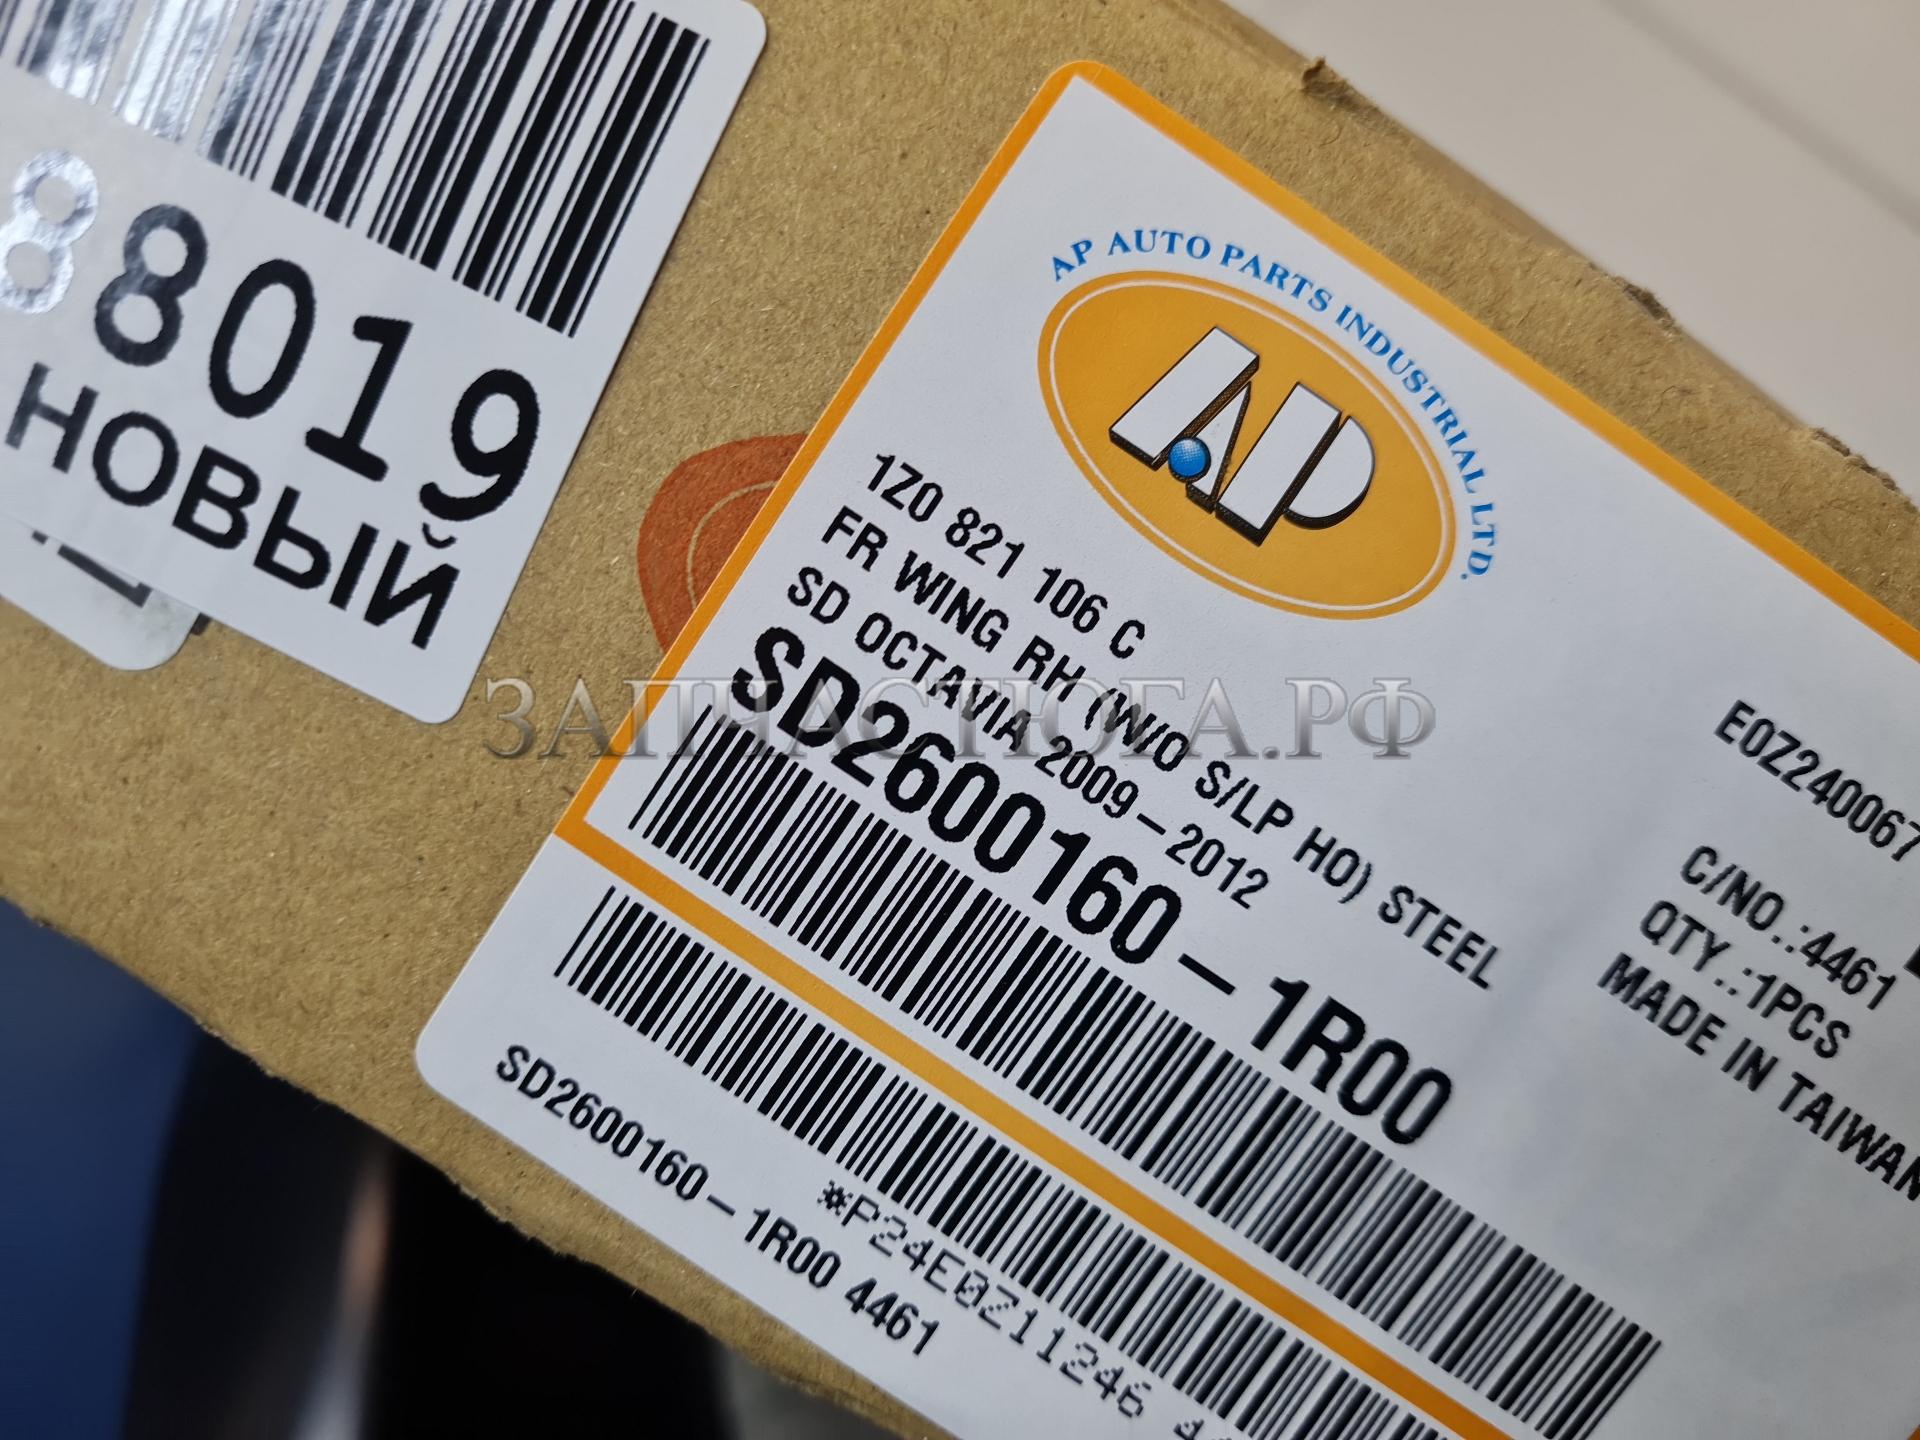 88019
НОВЫЙ
AP AUTO PARTS INDUSTRIAL LTD.
AP
1Z0 821 106 C
FR WING RH (W/O S/LP HO) STEEL
SD OCTAVIA 2009-2012
SD2600160-1R00
E0Z240067
C/NO.:4461
QTY.:1PCS
MADE IN TAIWAN
ЗАПЧАСТЮГА.РФ
*P24E0Z11246
SD2600160-1R00 4461